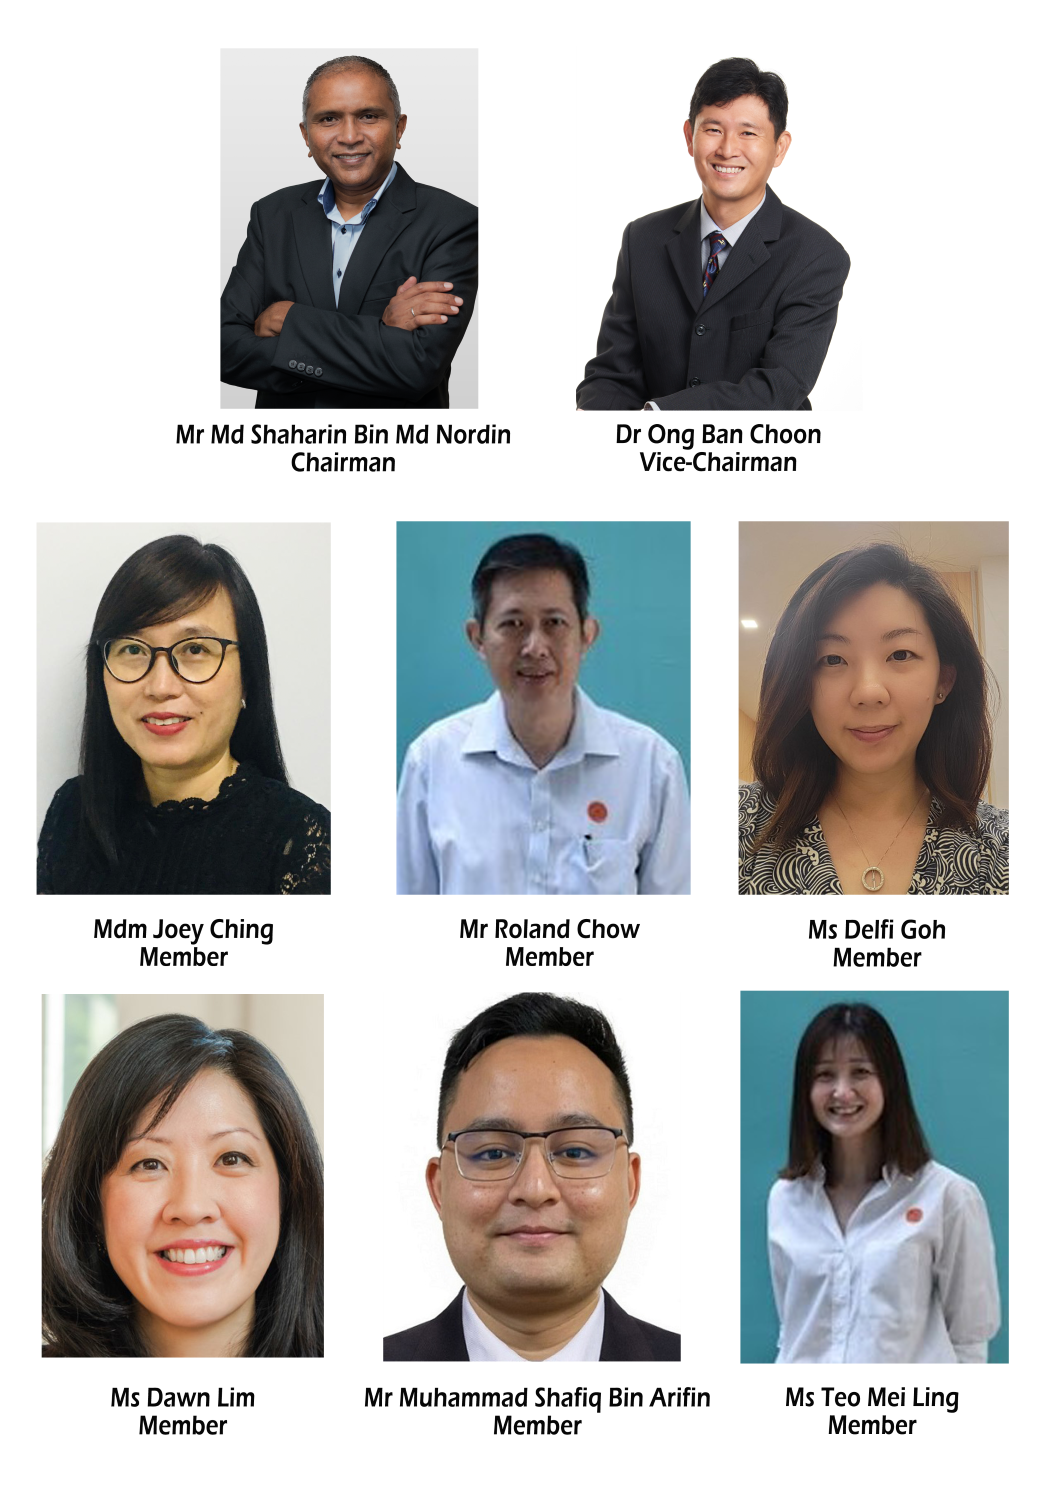 Mr Md Shaharin Bin Md Nordin
Chairman
Dr Ong Ban Choon
Vice-Chairman
Mdm Joey Ching
Member
Mr Roland Chow
Member
Ms Delfi Goh
Member
Ms Dawn Lim
Member
Mr Muhammad Shafiq Bin Arifin
Member
Ms Teo Mei Ling
Member